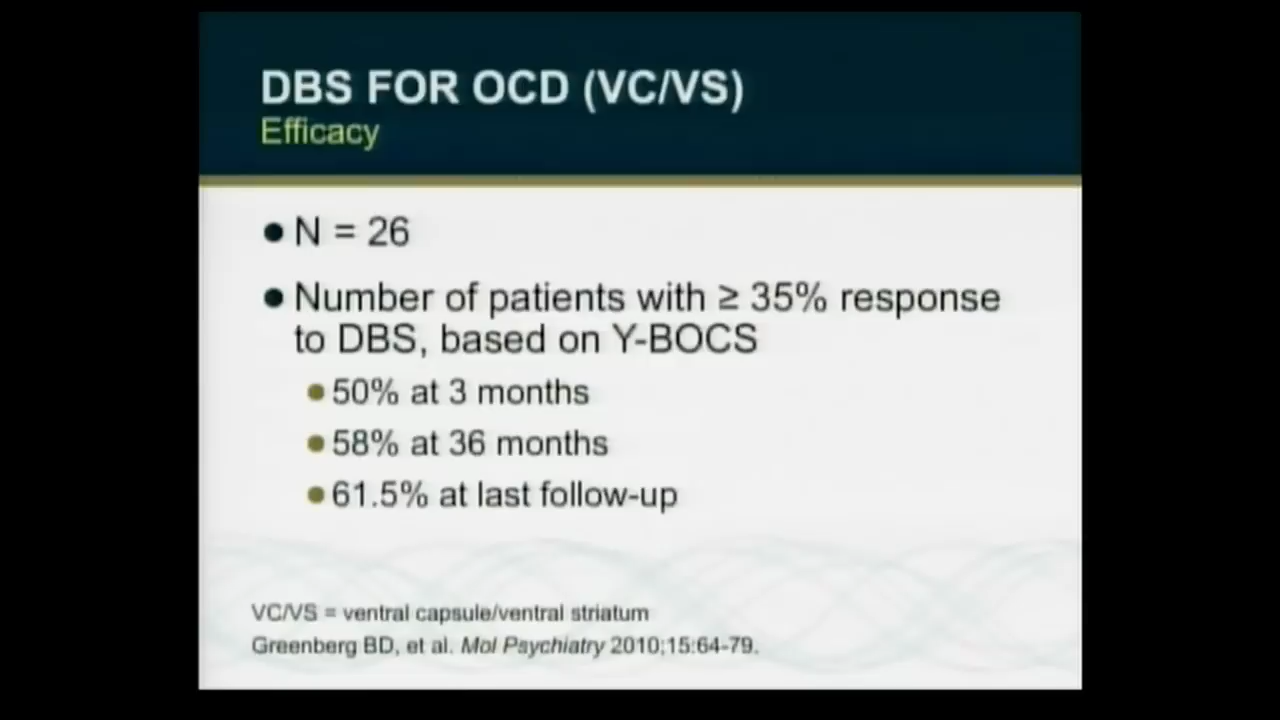 DBS FOR OCD (VC/VS)
Efficacy
● N = 26
● Number of patients with ≥ 35% response
to DBS, based on Y-BOCS
● 50% at 3 months
● 58% at 36 months
● 61.5% at last follow-up
VC/VS = ventral capsule/ventral striatum
Greenberg BD, et al. Mol Psychiatry 2010;15:64-79.